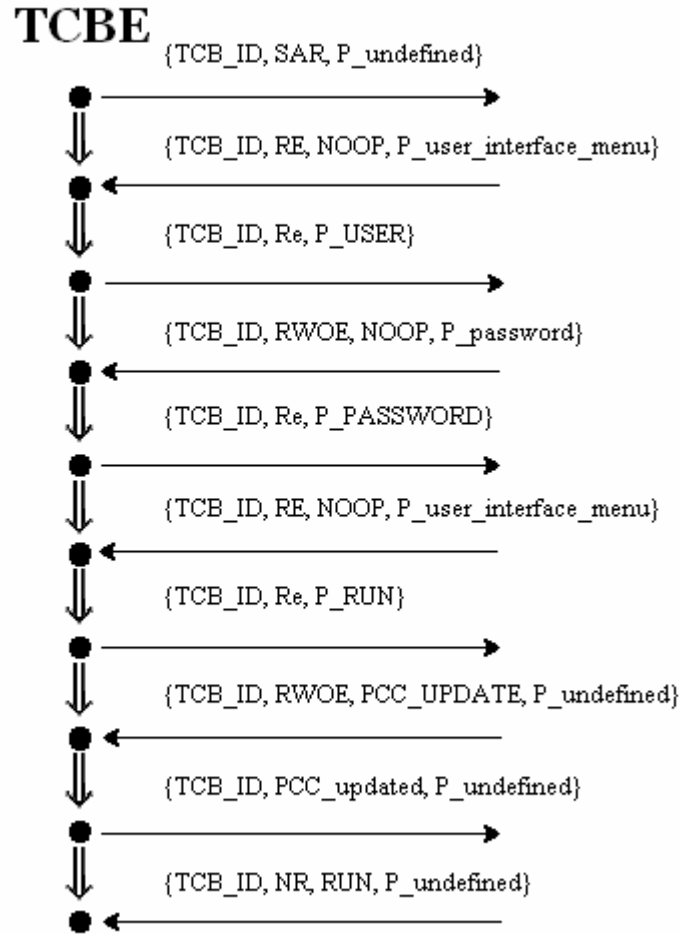 TCBE
{TCB_ID, SAR, P_undefined}
{TCB_ID, RE, NOOP, P_user_interface_menu}
{TCB_ID, Re, P_USER}
{TCB_ID, RWOE, NOOP, P_password}
{TCB_ID, Re, P_PASSWORD}
{TCB_ID, RE, NOOP, P_user_interface_menu}
{TCB_ID, Re, P_RUN}
{TCB_ID, RWOE, PCC_UPDATE, P_undefined}
{TCB_ID, PCC_updated, P_undefined}
{TCB_ID, NR, RUN, P_undefined}